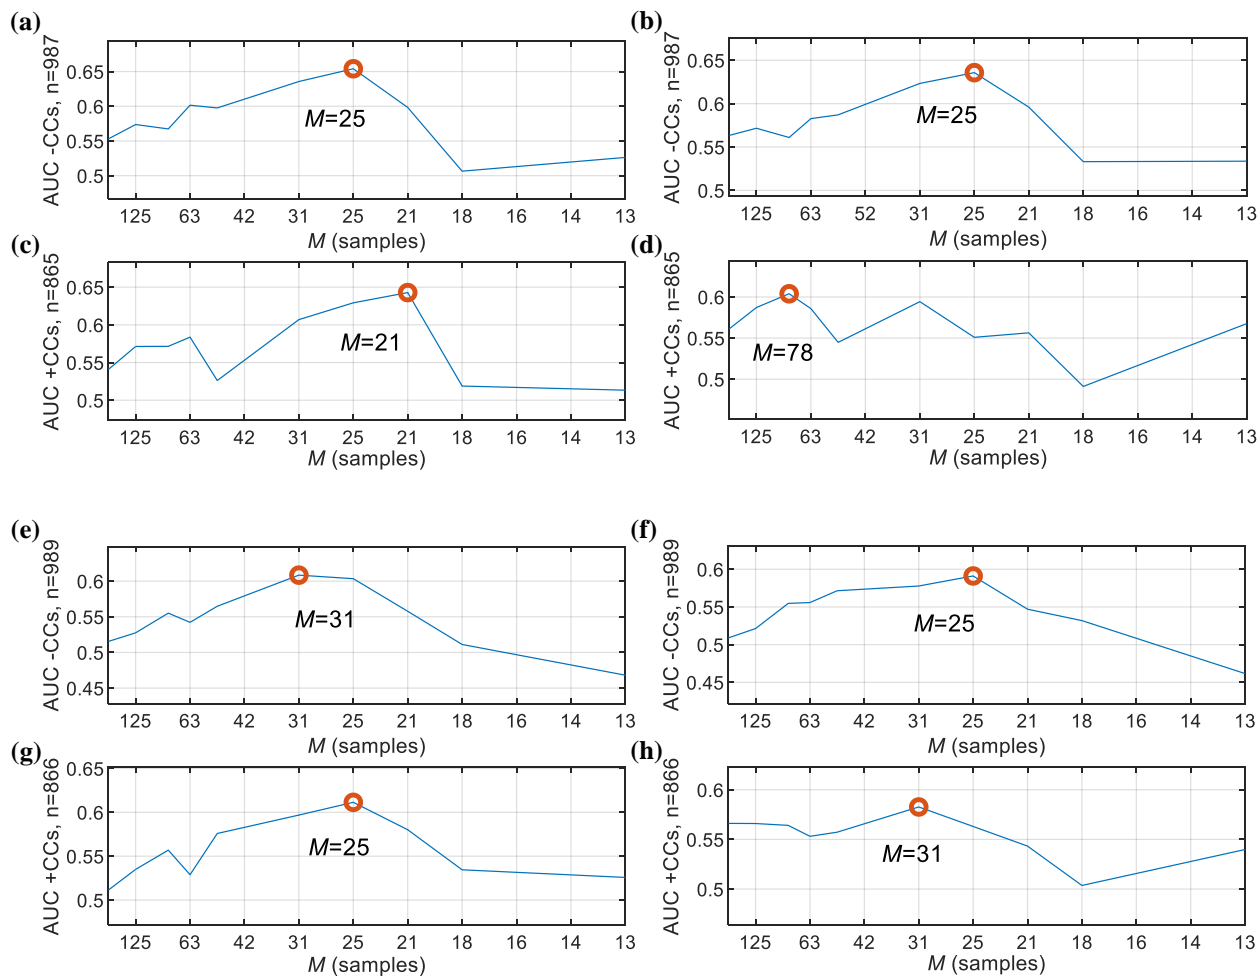 (a)
AUC -CCs, n=987
0.65
0.6
0.55
0.5
M=25
125 63 42 31 25 21 18 16 14 13
M (samples)
(b)
AUC -CCs, n=987
0.65
0.6
0.55
0.5
M=25
125 63 52 31 25 21 18 16 14 13
M (samples)
(c)
AUC +CCs, n=865
0.65
0.6
0.55
0.5
M=21
125 63 42 31 25 21 18 16 14 13
M (samples)
(d)
AUC +CCs, n=865
0.6
0.55
0.5
M=78
125 63 42 31 25 21 18 16 14 13
M (samples)
(e)
AUC -CCs, n=989
0.6
0.55
0.5
0.45
M=31
125 63 42 31 25 21 18 16 14 13
M (samples)
(f)
AUC -CCs, n=989
0.6
0.55
0.5
0.45
M=25
125 63 42 31 25 21 18 16 14 13
M (samples)
(g)
AUC +CCs, n=866
0.65
0.6
0.55
0.5
M=25
125 63 42 31 25 21 18 16 14 13
M (samples)
(h)
AUC +CCs, n=866
0.6
0.55
0.5
M=31
125 63 42 31 25 21 18 16 14 13
M (samples)